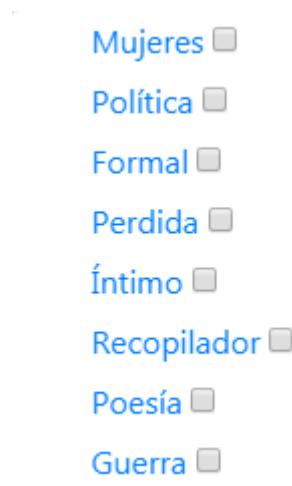 Mujeres
Política
Formal
Perdida
Íntimo
Recopilador
Poesía
Guerra